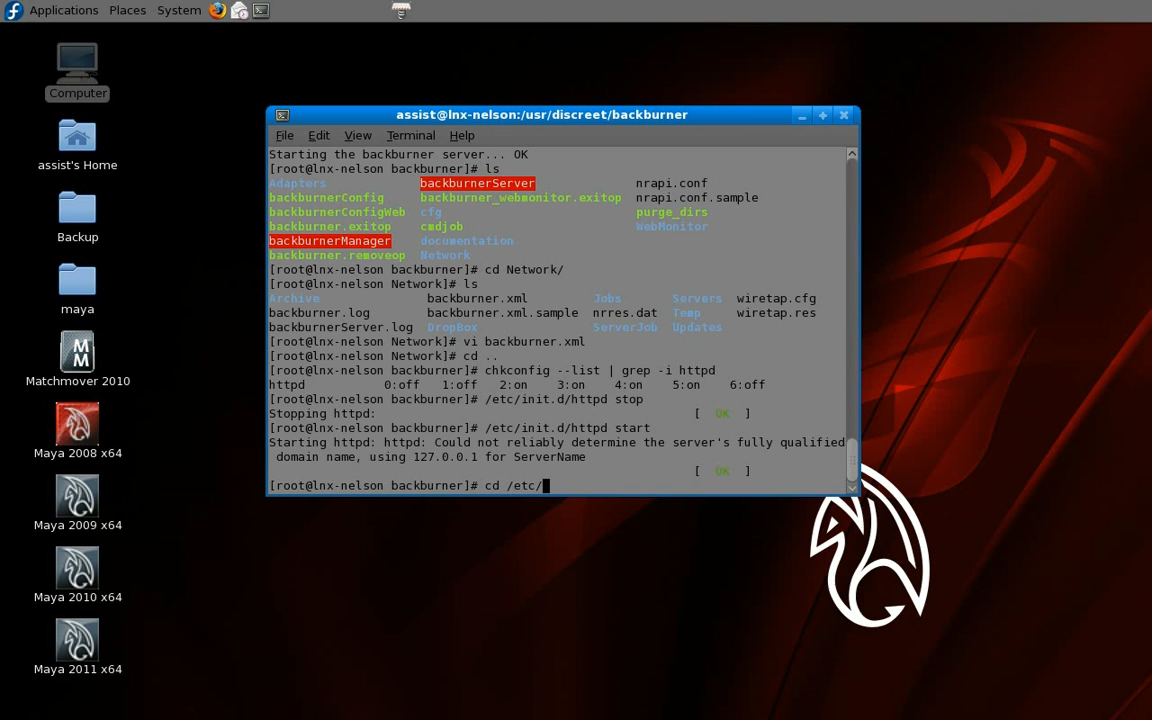 Applications Places System
Computer
assist's Home
Backup
maya
Matchmover 2010
Maya 2008 x64
Maya 2009 x64
Maya 2010 x64
Maya 2011 x64
assist@lnx-nelson:/usr/discreet/backburner
File Edit View Terminal Help
Starting the backburner server... OK
[root@lnx-nelson backburner]# ls
Adapters backburnerServer nrapi.conf
backburnerConfig backburner_webmonitor.exitop nrapi.conf.sample
backburnerConfigWeb cfg purge_dirs
backburner.exitop cmdjob WebMonitor
backburnerManager documentation
backburner.removeop Network
[root@lnx-nelson backburner]# cd Network/
[root@lnx-nelson Network]# ls
Archive backburner.xml Jobs Servers wiretap.cfg
backburner.log backburner.xml.sample nrres.dat Temp wiretap.res
backburnerServer.log DropBox ServerJob Updates
[root@lnx-nelson Network]# vi backburner.xml
[root@lnx-nelson Network]# cd ..
[root@lnx-nelson backburner]# chkconfig --list | grep -i httpd
httpd 0:off 1:off 2:on 3:on 4:on 5:on 6:off
[root@lnx-nelson backburner]# /etc/init.d/httpd stop
Stopping httpd: [ OK ]
[root@lnx-nelson backburner]# /etc/init.d/httpd start
Starting httpd: httpd: Could not reliably determine the server's fully qualified
domain name, using 127.0.0.1 for ServerName
[ OK ]
[root@lnx-nelson backburner]# cd /etc/